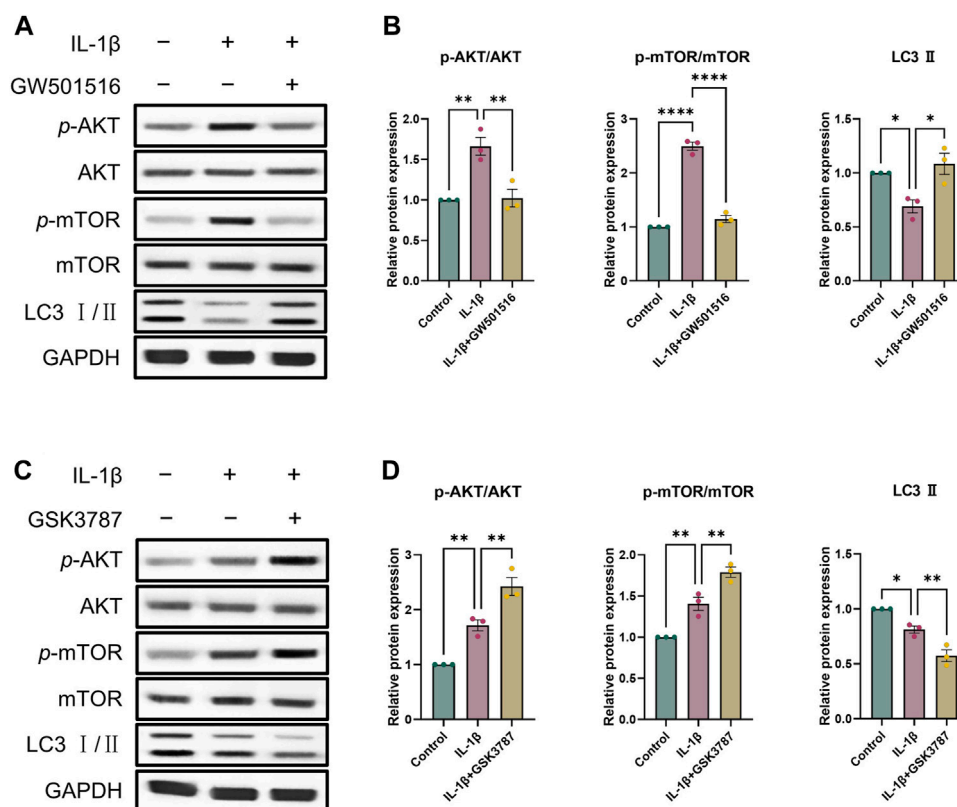 A
IL-1β − + +
GW501516 − − +
p-AKT
AKT
p-mTOR
mTOR
LC3 Ⅰ/Ⅱ
GAPDH
B
p-AKT/AKT
Relative protein expression
2.0
1.5
1.0
0.5
0.0
** **
Control
IL-1β
IL-1β+GW501516
p-mTOR/mTOR
Relative protein expression
3
2
1
0
**** ****
Control
IL-1β
IL-1β+GW501516
LC3 Ⅱ
Relative protein expression
1.5
1.0
0.5
0.0
* *
Control
IL-1β
IL-1β+GW501516
C
IL-1β − + +
GSK3787 − − +
p-AKT
AKT
p-mTOR
mTOR
LC3 Ⅰ/Ⅱ
GAPDH
D
p-AKT/AKT
Relative protein expression
3
2
1
0
** **
Control
IL-1β
IL-1β+GSK3787
p-mTOR/mTOR
Relative protein expression
2.0
1.5
1.0
0.5
0.0
** **
Control
IL-1β
IL-1β+GSK3787
LC3 Ⅱ
Relative protein expression
1.5
1.0
0.5
0.0
* **
Control
IL-1β
IL-1β+GSK3787